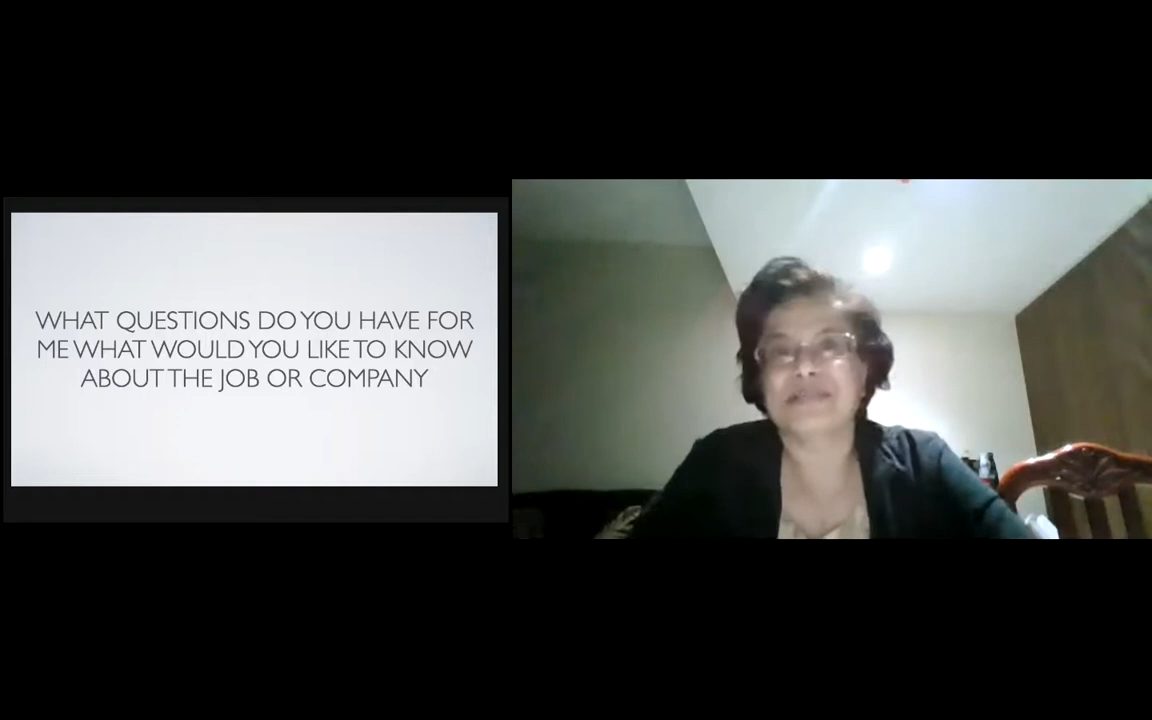 WHAT QUESTIONS DO YOU HAVE FOR
ME WHAT WOULD YOU LIKE TO KNOW
ABOUT THE JOB OR COMPANY